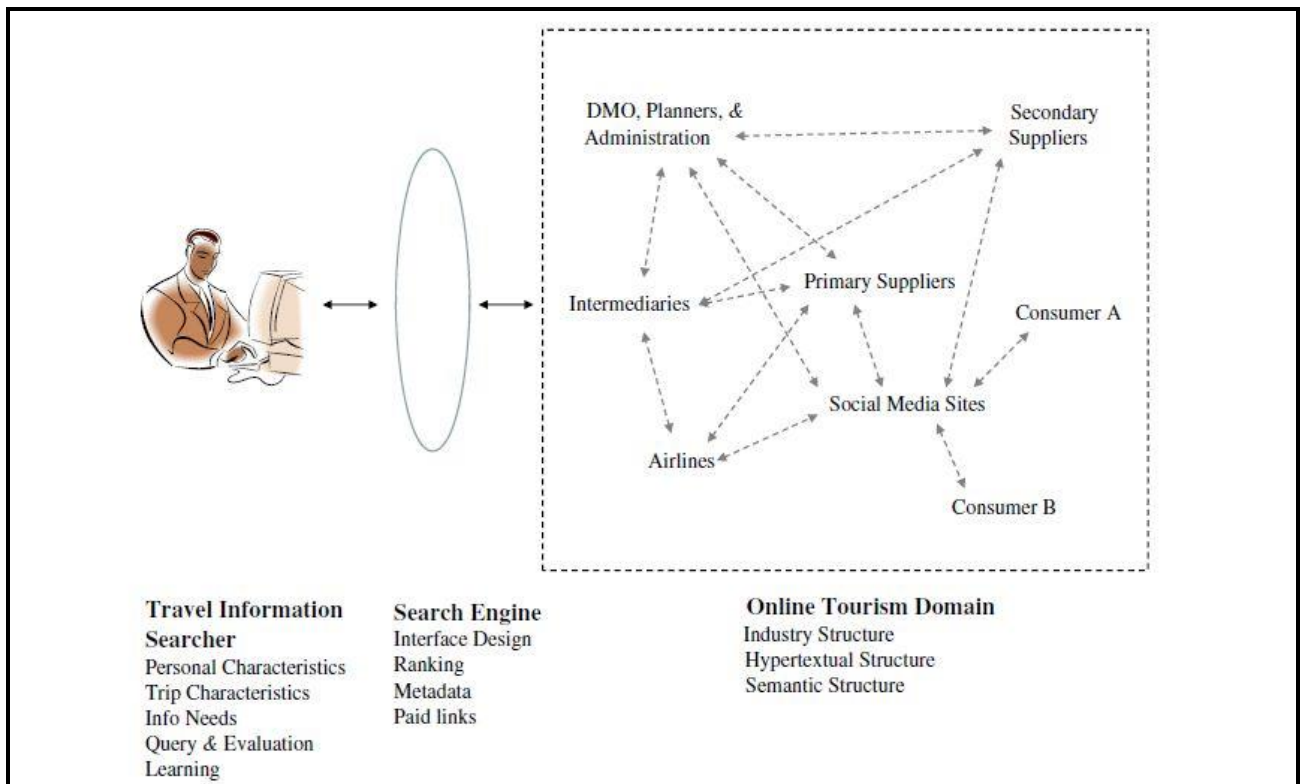 DMO, Planners, &
Administration
Secondary
Suppliers
Primary Suppliers
Intermediaries
Consumer A
Social Media Sites
Airlines
Consumer B
Travel Information
Searcher
Personal Characteristics
Trip Characteristics
Info Needs
Query & Evaluation
Learning
Search Engine
Interface Design
Ranking
Metadata
Paid links
Online Tourism Domain
Industry Structure
Hypertextual Structure
Semantic Structure